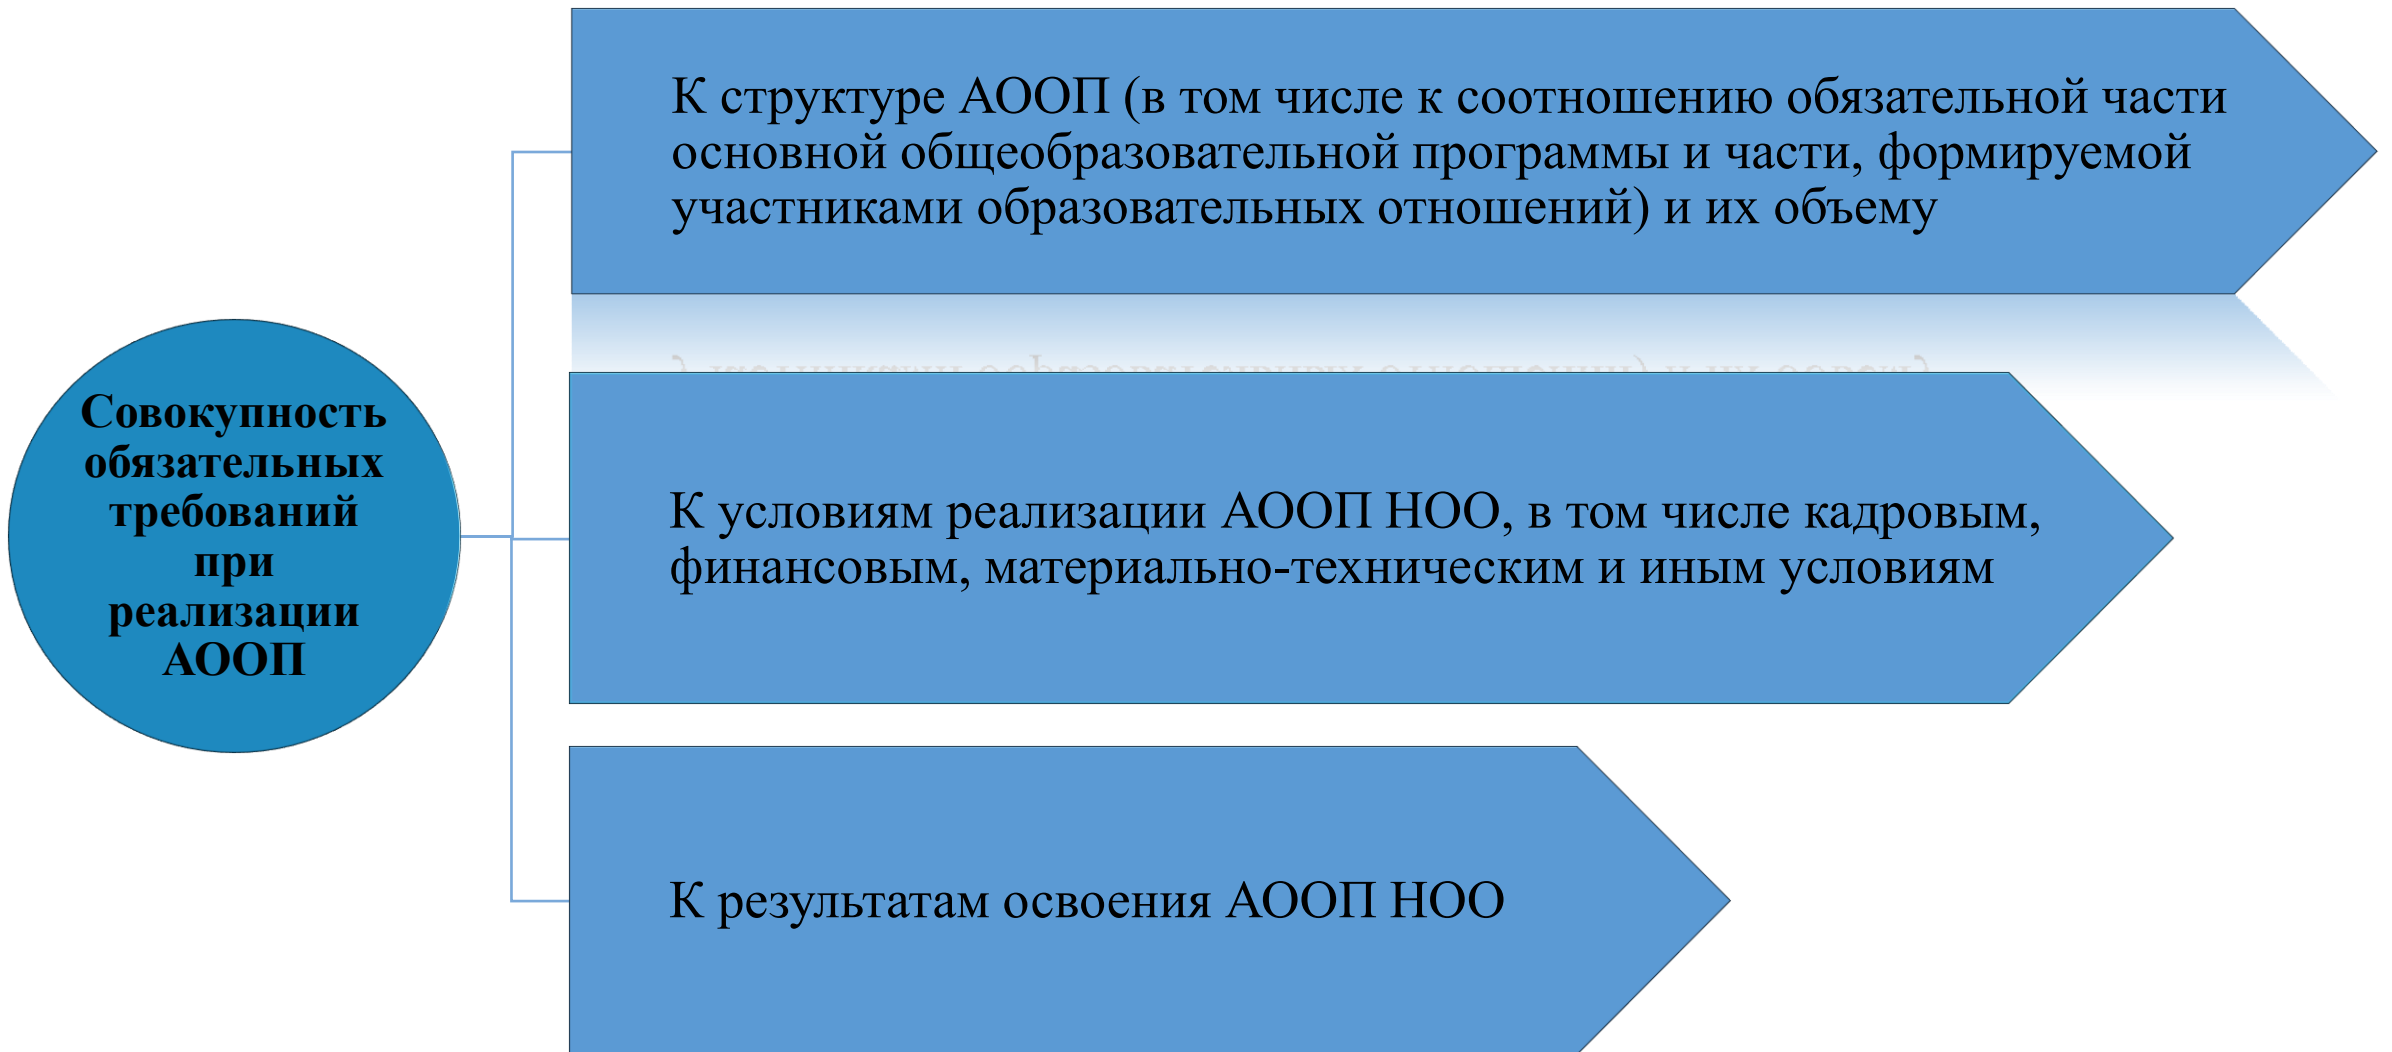 К структуре АООП (в том числе к соотношению обязательной части
основной общеобразовательной программы и части, формируемой
участниками образовательных отношений) и их объему
Совокупность
обязательных
требований
при
реализации
АООП
К условиям реализации АООП НОО, в том числе кадровым,
финансовым, материально-техническим и иным условиям
К результатам освоения АООП НОО